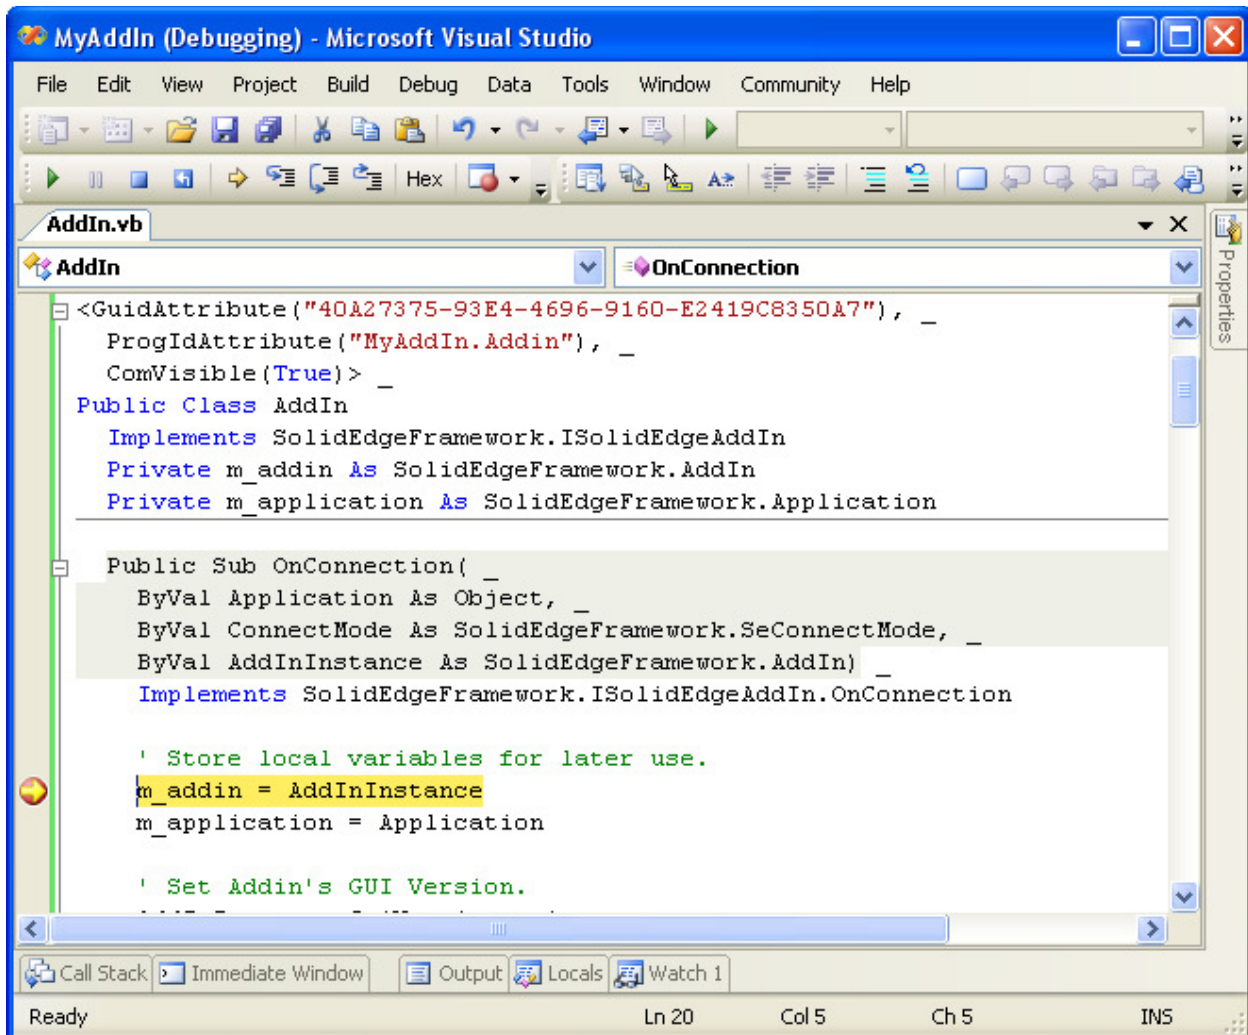 MyAddIn (Debugging) - Microsoft Visual Studio
File Edit View Project Build Debug Data Tools Window Community Help
Hex
AddIn.vb
Properties
AddIn OnConnection
<GuidAttribute("40A27375-93E4-4696-9160-E2419C8350A7"), _
ProgIdAttribute("MyAddIn.Addin"), _
ComVisible(True)> _
Public Class AddIn
Implements SolidEdgeFramework.ISolidEdgeAddIn
Private m_addin As SolidEdgeFramework.AddIn
Private m_application As SolidEdgeFramework.Application
Public Sub OnConnection( _
ByVal Application As Object, _
ByVal ConnectMode As SolidEdgeFramework.SeConnectMode, _
ByVal AddInInstance As SolidEdgeFramework.AddIn) _
Implements SolidEdgeFramework.ISolidEdgeAddIn.OnConnection
' Store local variables for later use.
m_addin = AddInInstance
m_application = Application
' Set Addin's GUI Version.
Call Stack Immediate Window Output Locals Watch 1
Ready Ln 20 Col 5 Ch 5 INS